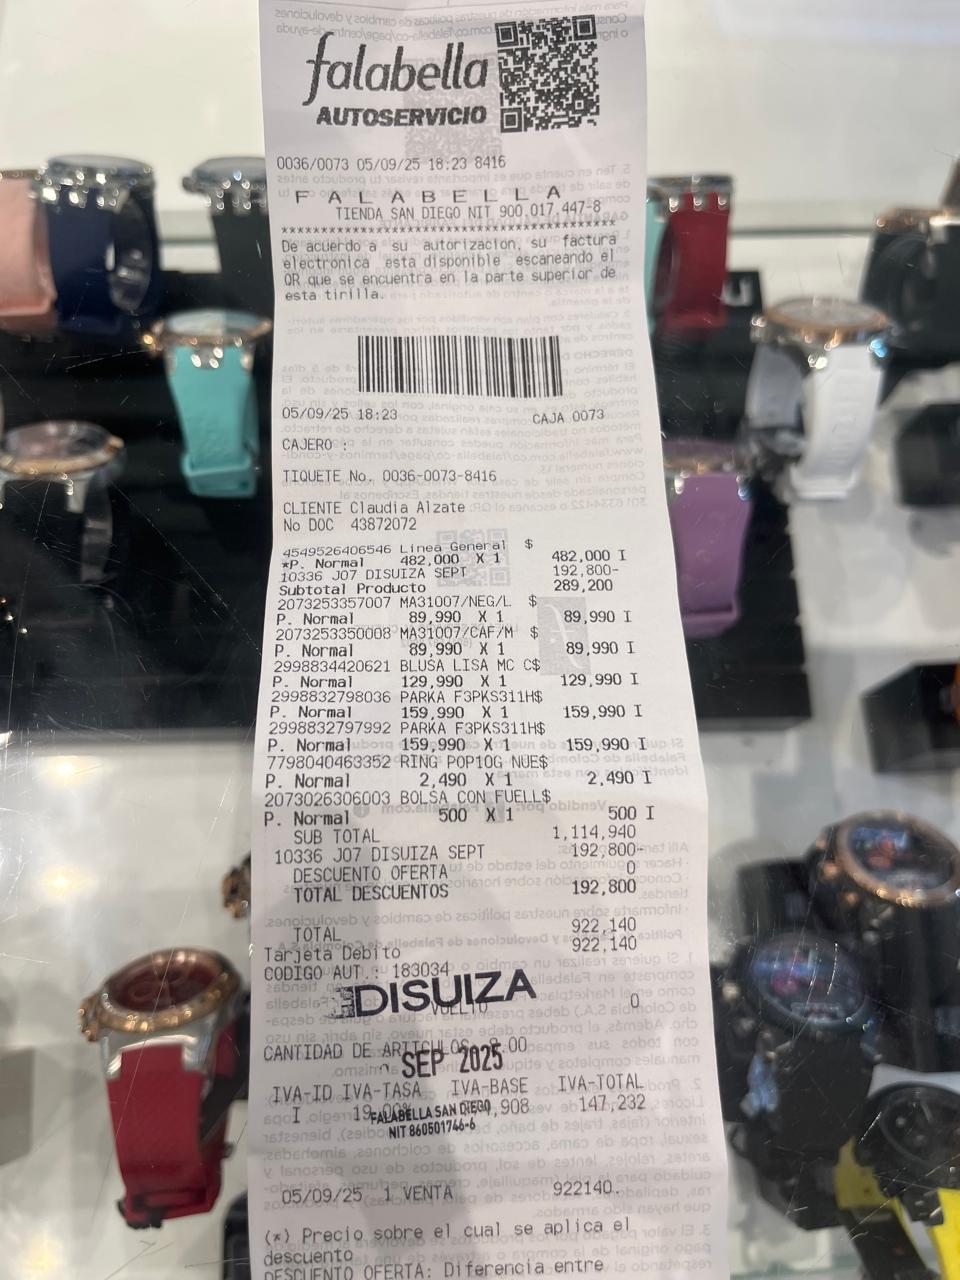 falabella
AUTOSERVICIO
0036/0073 05/09/25 18:23 8416
F A L A B E L L A
TIENDA SAN DIEGO NIT 900.017.447-8
******************************************
De acuerdo a su autorizacion, su factura
electronica esta disponible escaneando el
QR que se encuentra en la parte superior de
esta tirilla.
05/09/25 18:23 CAJA 0073
CAJERO :
TIQUETE No. 0036-0073-8416
CLIENTE Claudia Alzate
No DOC 43872072
4549526406546 Linea General $
*P. Normal 482,000 X 1 482,000 I
10336 J07 DISUIZA SEPT 192,800-
Subtotal Producto 289,200
2073253357007 MA31007/NEG/L $
P. Normal 89,990 X 1 89,990 I
2073253350008 MA31007/CAF/M $
P. Normal 89,990 X 1 89,990 I
2998834420621 BLUSA LISA MC C$
P. Normal 129,990 X 1 129,990 I
2998832798036 PARKA F3PKS311H$
P. Normal 159,990 X 1 159,990 I
2998832797992 PARKA F3PKS311H$
P. Normal 159,990 X 1 159,990 I
7798040463352 RING POP10G NUE$
P. Normal 2,490 X 1 2,490 I
2073026306003 BOLSA CON FUELL$
P. Normal 500 X 1 500 I
SUB TOTAL 1,114,940
10336 J07 DISUIZA SEPT 192,800-
DESCUENTO OFERTA 0
TOTAL DESCUENTOS 192,800
TOTAL 922,140
Tarjeta Debito 922,140
CODIGO AUT.: 183034
DISUIZA
VUELTO 0
CANTIDAD DE ARTICULOS 8.00
SEP 2025
IVA-ID IVA-TASA IVA-BASE IVA-TOTAL
I 19.00% ,908 147,232
FALABELLA SAN DIEGO
NIT 860501746-6
05/09/25 1 VENTA 922140.
(*) Precio sobre el cual se aplica el
descuento
DESCUENTO OFERTA: Diferencia entre